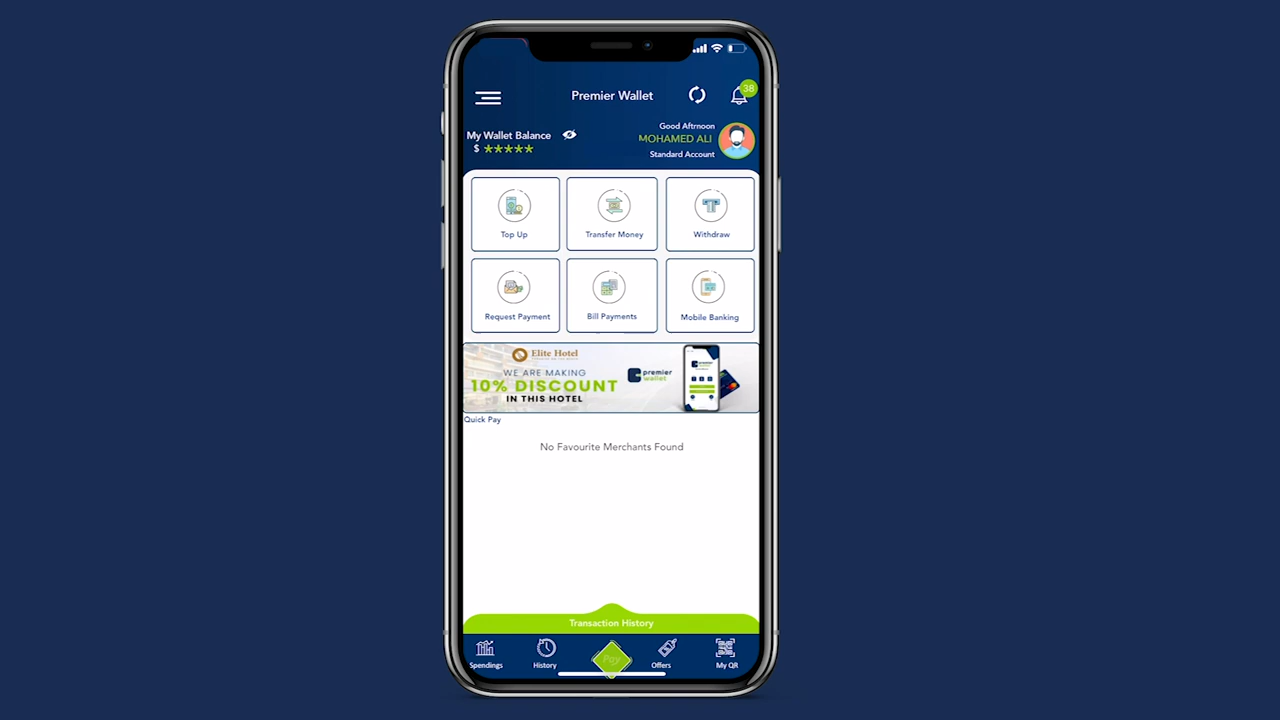 Premier Wallet
38
Good Aftrnoon
My Wallet Balance
MOHAMED ALI
$ *****
Standard Account
Top Up
Transfer Money
Withdraw
Request Payment
Bill Payments
Mobile Banking
Elite Hotel
WE ARE MAKING
10% DISCOUNT
IN THIS HOTEL
premier
wallet
Quick Pay
No Favourite Merchants Found
Transaction History
Spendings
History
Pay
Offers
My QR